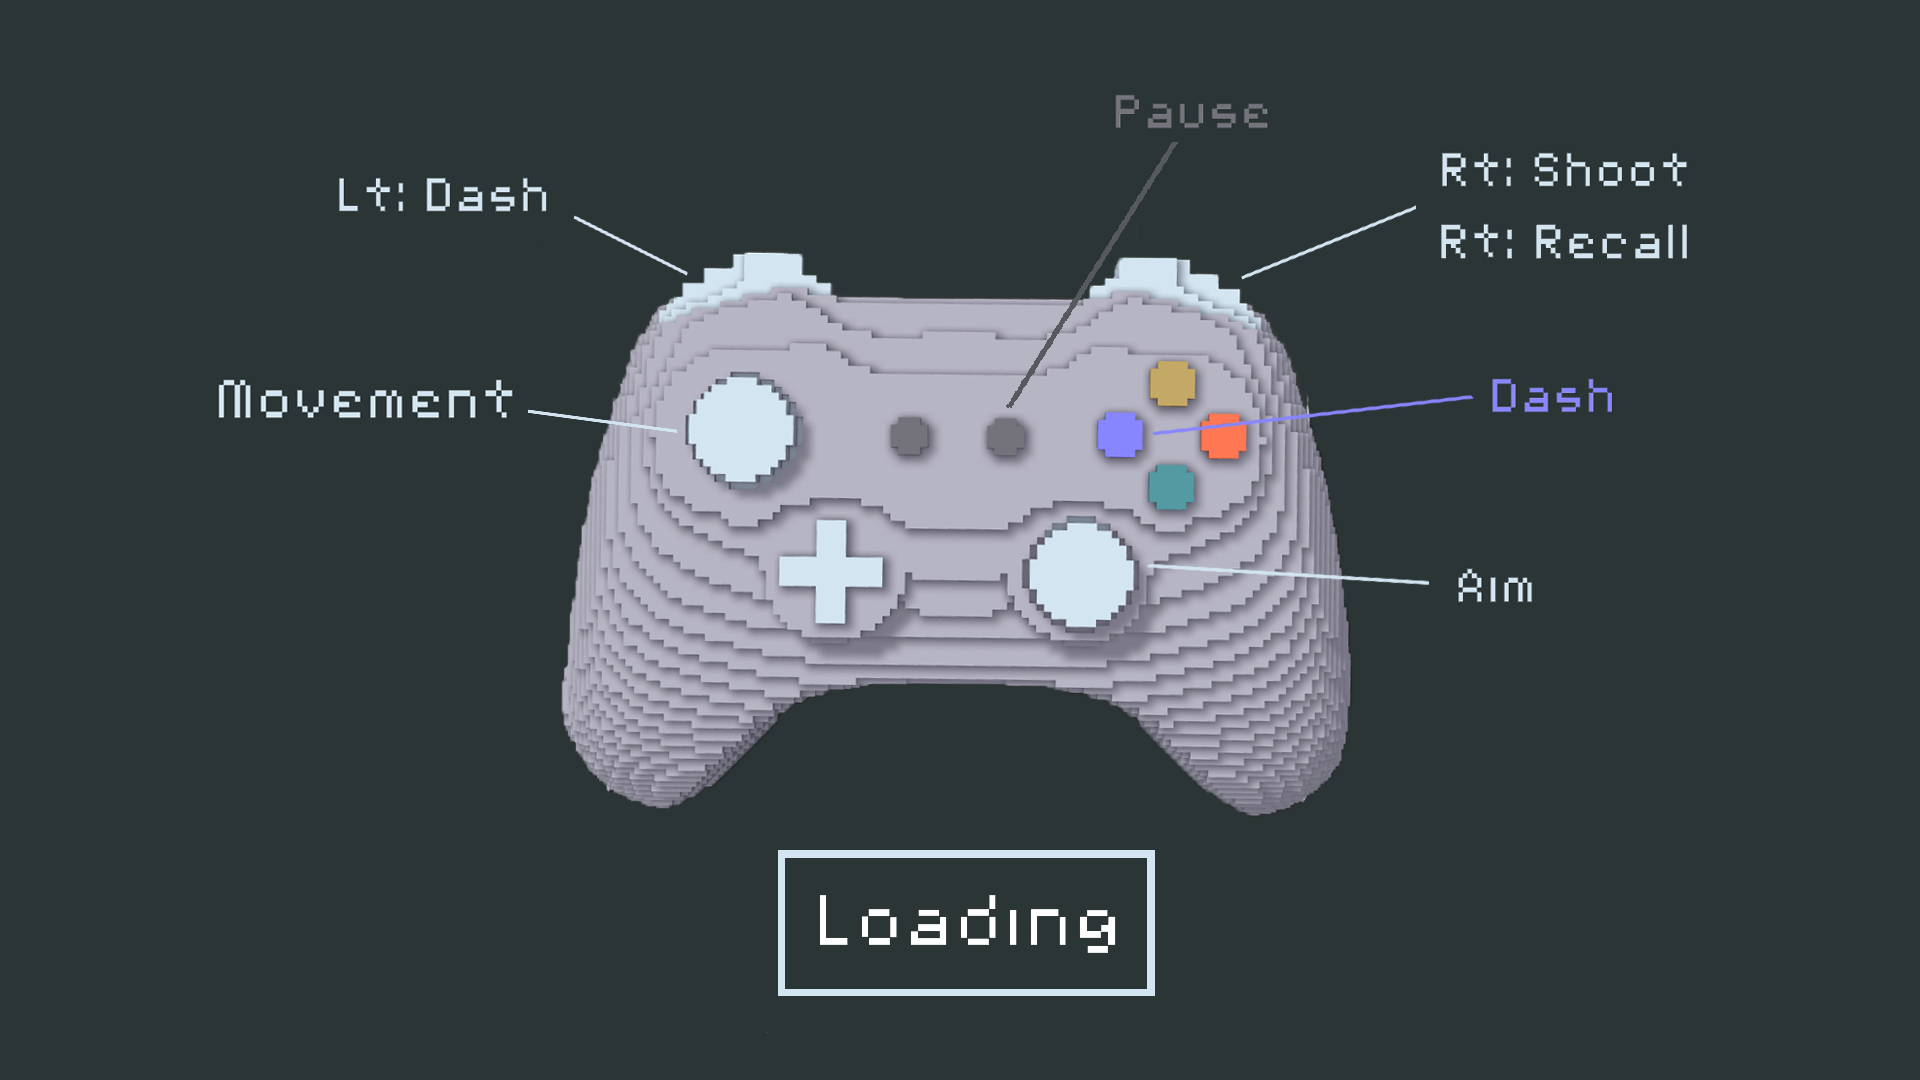 Pause
Lt: Dash
Rt: Shoot
Rt: Recall
Movement
Dash
Aim
Loading